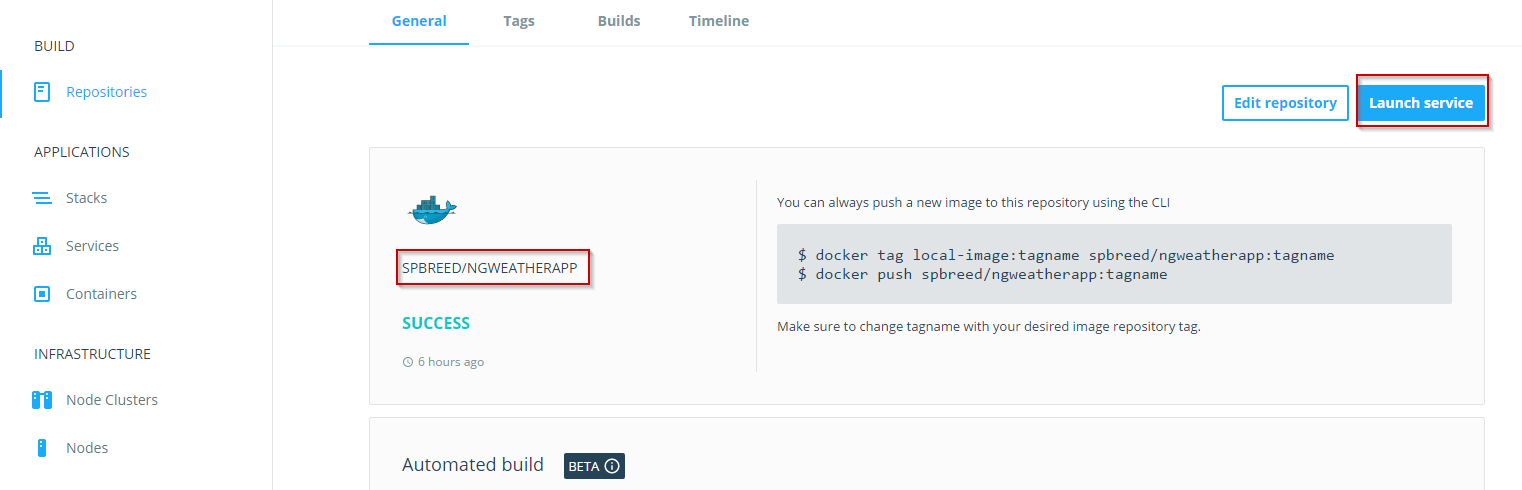 General Tags Builds Timeline
BUILD
Repositories
APPLICATIONS
Stacks
Services
Containers
INFRASTRUCTURE
Node Clusters
Nodes
Edit repository Launch service
SPBREED/NGWEATHERAPP
SUCCESS
6 hours ago
You can always push a new image to this repository using the CLI
$ docker tag local-image:tagname spbreed/ngweatherapp:tagname
$ docker push spbreed/ngweatherapp:tagname
Make sure to change tagname with your desired image repository tag.
Automated build BETA